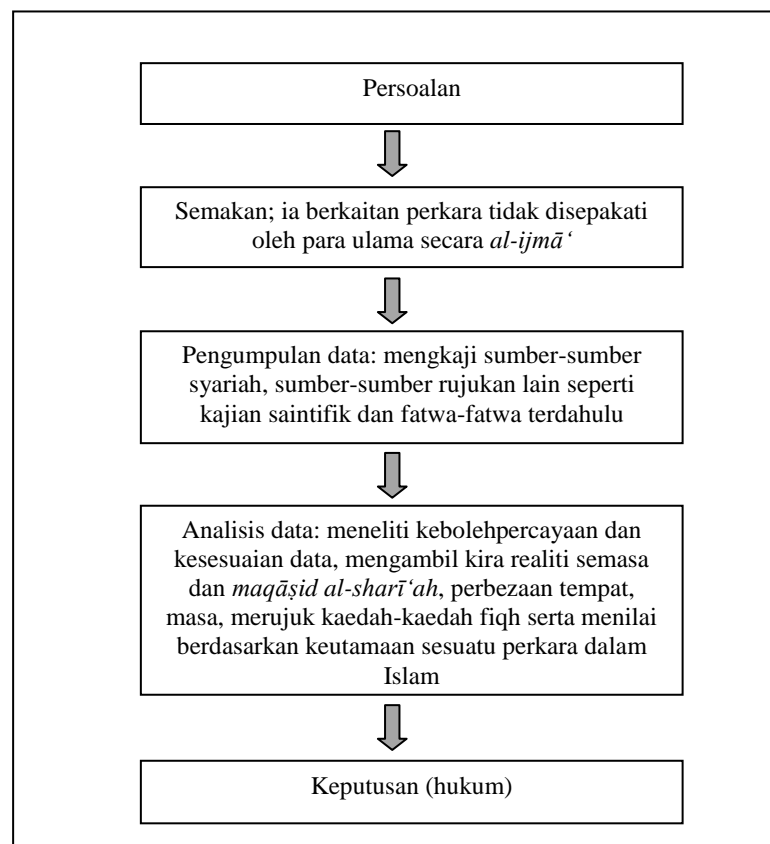 Persoalan
Semakan; ia berkaitan perkara tidak disepakati
oleh para ulama secara al-ijmā‘
Pengumpulan data: mengkaji sumber-sumber
syariah, sumber-sumber rujukan lain seperti
kajian saintifik dan fatwa-fatwa terdahulu
Analisis data: meneliti kebolehpercayaan dan
kesesuaian data, mengambil kira realiti semasa
dan maqāṣid al-sharī‘ah, perbezaan tempat,
masa, merujuk kaedah-kaedah fiqh serta menilai
berdasarkan keutamaan sesuatu perkara dalam
Islam
Keputusan (hukum)